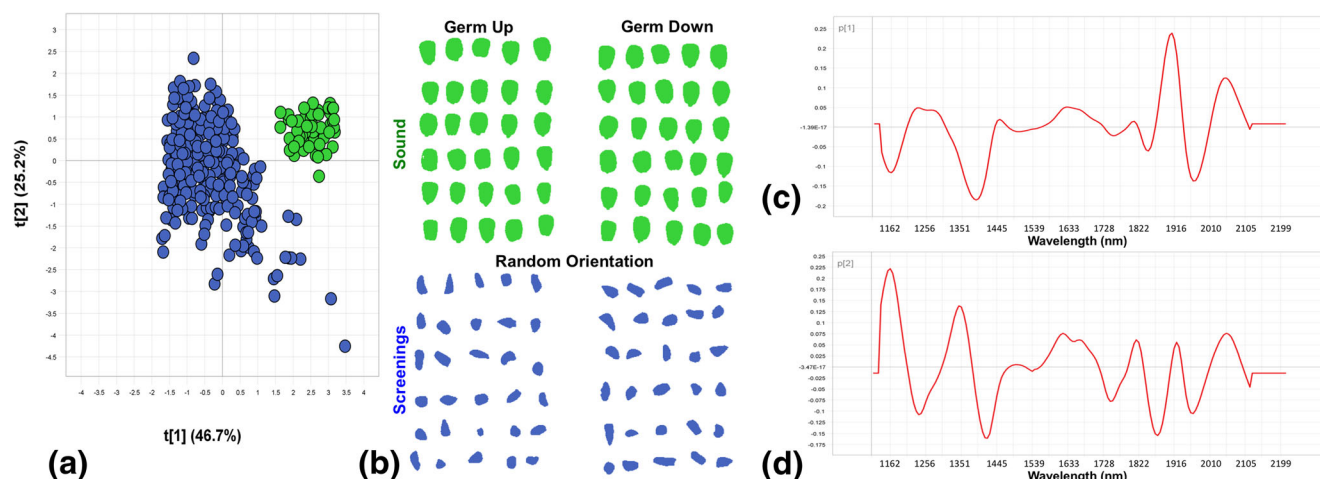 3
2.5
2
1.5
1
0.5
0
-0.5
-1
-1.5
-2
-2.5
-3
-3.5
-4
-4.5
-4 -3.5 -3 -2.5 -2 -1.5 -1 -0.5 0 0.5 1 1.5 2 2.5 3 3.5 4
t[2] (25.2%)
t[1] (46.7%)
(a)
Germ Up Germ Down
Sound
Random Orientation
Screenings
(b)
p[1]
0.25
0.2
0.15
0.1
0.05
-1.39E-17
-0.05
-0.1
-0.15
-0.2
1162 1256 1351 1445 1539 1633 1728 1822 1916 2010 2105 2199
Wavelength (nm)
(c)
p[2]
0.25
0.225
0.2
0.175
0.15
0.125
0.1
0.075
0.05
0.025
-3.47E-17
-0.025
-0.05
-0.075
-0.1
-0.125
-0.15
-0.175
1162 1256 1351 1445 1539 1633 1728 1822 1916 2010 2105 2199
Wavelength (nm)
(d)